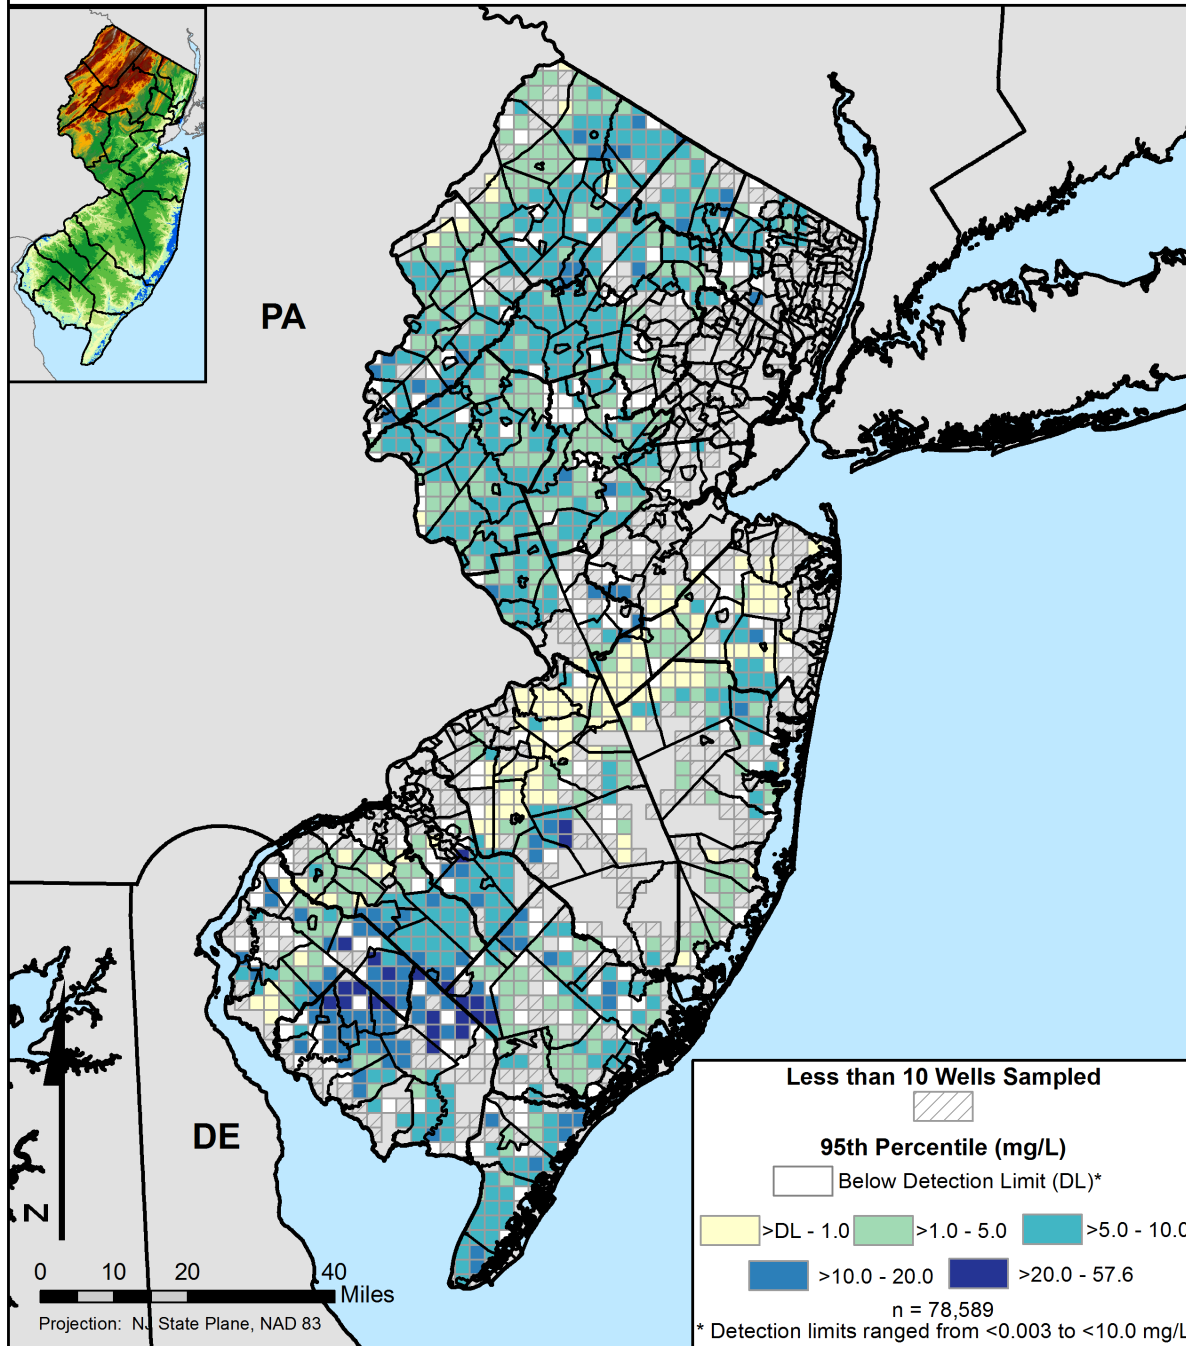 PA
DE
N
0 10 20 40
Miles
Projection: NJ State Plane, NAD 83
Less than 10 Wells Sampled
95th Percentile (mg/L)
Below Detection Limit (DL)*
>DL - 1.0 >1.0 - 5.0 >5.0 - 10.0
>10.0 - 20.0 >20.0 - 57.6
n = 78,589
* Detection limits ranged from <0.003 to <10.0 mg/L